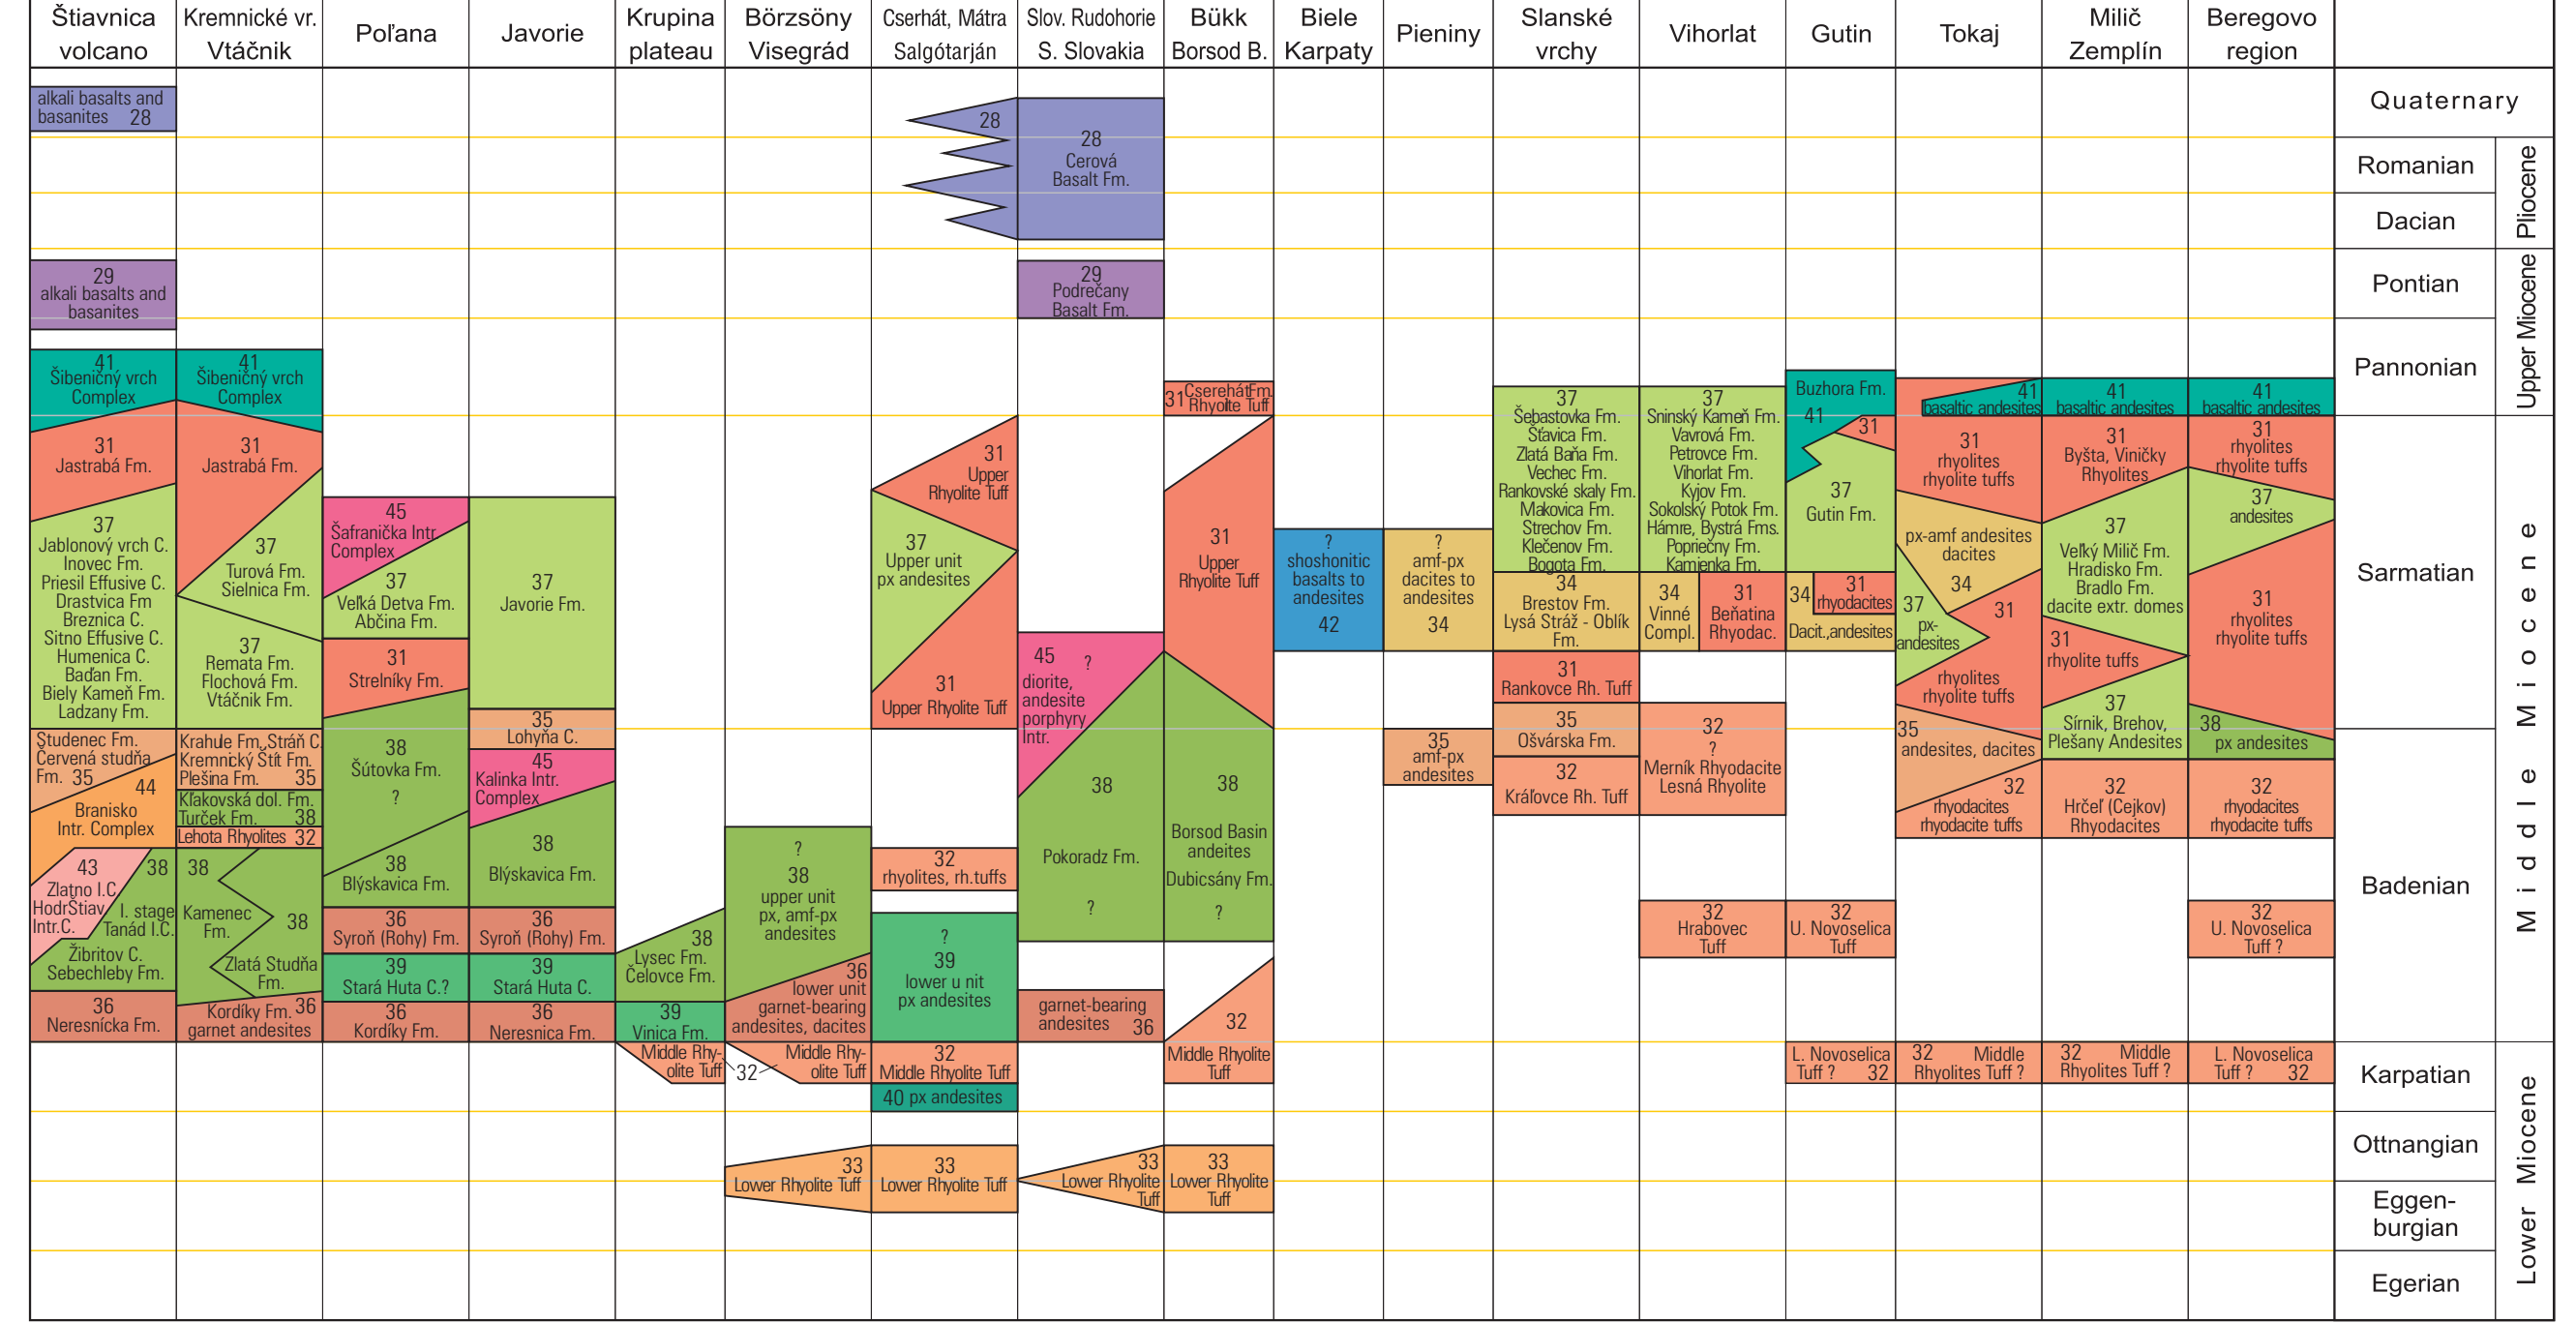 Štiavnica
volcano
Kremnické vr.
Vtáčnik
Poľana
Javorie
Krupina
plateau
Börzsöny
Visegrád
Cserhát, Mátra
Salgótarján
Slov. Rudohorie
S. Slovakia
Bükk
Borsod B.
Biele
Karpaty
Pieniny
Slanské
vrchy
Vihorlat
Gutin
Tokaj
Milič
Zemplín
Beregovo
region
alkali basalts and
basanites 28
29
alkali basalts and
basanites
41
Šibeničný vrch
Complex
31
Jastrabá Fm.
37
Jablonový vrch C.
Inovec Fm.
Priesil Effusive C.
Drastvica Fm
Breznica C.
Sitno Effusive C.
Humenica C.
Baďan Fm.
Biely Kameň Fm.
Ladzany Fm.
Studenec Fm.
Červená studňa
Fm. 35
44
Branisko
Intr. Complex
43
Zlatno I.C.
HodrŠtiav
Intr.C.
38
I. stage
Tanád I.C.
Žibritov C.
Sebechleby Fm.
36
Neresnícka Fm.
41
Šibeničný vrch
Complex
31
Jastrabá Fm.
37
Turová Fm.
Sielnica Fm.
37
Remata Fm.
Flochová Fm.
Vtáčnik Fm.
Krahule Fm.,Stráň C.
Kremnický Štít Fm.
Plešina Fm. 35
Kľakovská dol. Fm.
Turček Fm. 38
Lehota Rhyolites 32
38
Kamenec
Fm.
38
Zlatá Studňa
Fm.
Kordíky Fm. 36
garnet andesites
45
Šafranička Intr.
Complex
37
Veľká Detva Fm.
Abčina Fm.
31
Strelníky Fm.
38
Šútovka Fm.
?
38
Blýskavica Fm.
36
Syroň (Rohy) Fm.
39
Stará Huta C.?
36
Kordíky Fm.
37
Javorie Fm.
35
Lohyňa C.
45
Kalinka Intr.
Complex
38
Blýskavica Fm.
36
Syroň (Rohy) Fm.
39
Stará Huta C.
36
Neresnica Fm.
38
Lysec Fm.
Čelovce Fm.
39
Vinica Fm.
Middle Rhy-
olite Tuff
32
?
38
upper unit
px, amf-px
andesites
36
lower unit
garnet-bearing
andesites, dacites
Middle Rhy-
olite Tuff
33
Lower Rhyolite Tuff
28
31
Upper
Rhyolite Tuff
37
Upper unit
px andesites
31
Upper Rhyolite Tuff
32
rhyolites, rh.tuffs
?
39
lower u nit
px andesites
32
Middle Rhyolite Tuff
40 px andesites
33
Lower Rhyolite Tuff
28
Cerová
Basalt Fm.
29
Podrečany
Basalt Fm.
45 ?
diorite,
andesite
porphyry
Intr.
38
Pokoradz Fm.
?
garnet-bearing
andesites 36
33
Lower Rhyolite
Tuff
Cserehát Fm.
31 Rhyolite Tuff
31
Upper
Rhyolite Tuff
38
Borsod Basin
andeites
Dubicsány Fm.
?
32
Middle Rhyolite
Tuff
33
Lower Rhyolite
Tuff
?
shoshonitic
basalts to
andesites
42
?
amf-px
dacites to
andesites
34
35
amf-px
andesites
37
Šebastovka Fm.
Šťavica Fm.
Zlatá Baňa Fm.
Vechec Fm.
Rankovské skaly Fm.
Makovica Fm.
Strechov Fm.
Klečenov Fm.
Bogota Fm.
34
Brestov Fm.
Lysá Stráž - Oblík
Fm.
31
Rankovce Rh. Tuff
35
Ošvárska Fm.
32
Kráľovce Rh. Tuff
37
Sninský Kameň Fm.
Vavrová Fm.
Petrovce Fm.
Vihorlat Fm.
Kyjov Fm.
Sokolský Potok Fm.
Hámre, Bystrá Fms.
Popriečny Fm.
Kamienka Fm.
34
Vinné
Compl.
31
Beňatina
Rhyodac.
32
?
Merník Rhyodacite
Lesná Rhyolite
32
Hrabovec
Tuff
Buzhora Fm.
41
31
37
Gutin Fm.
34
31
rhyodacites
Dacit.,andesites
32
U. Novoselica
Tuff
L. Novoselica
Tuff ? 32
41
basaltic andesites
31
rhyolites
rhyolite tuffs
px-amf andesites
dacites
34
37
px-
andesites
31
rhyolites
rhyolite tuffs
35
andesites, dacites
32
rhyodacites
rhyodacite tuffs
32 Middle
Rhyolites Tuff ?
41
basaltic andesites
31
Byšta, Viničky
Rhyolites
37
Veľký Milič Fm.
Hradisko Fm.
Bradlo Fm.
dacite extr. domes
31
rhyolite tuffs
37
Sírnik, Brehov,
Plešany Andesites
32
Hrčeľ (Cejkov)
Rhyodacites
32 Middle
Rhyolites Tuff ?
41
basaltic andesites
31
rhyolites
rhyolite tuffs
37
andesites
31
rhyolites
rhyolite tuffs
38
px andesites
32
rhyodacites
rhyodacite tuffs
32
U. Novoselica
Tuff ?
L. Novoselica
Tuff ? 32
Quaternary
Romanian
Dacian
Pontian
Pannonian
Sarmatian
Badenian
Karpatian
Ottnangian
Eggen-
burgian
Egerian
Pliocene
Upper Miocene
Middle Miocene
Lower Miocene